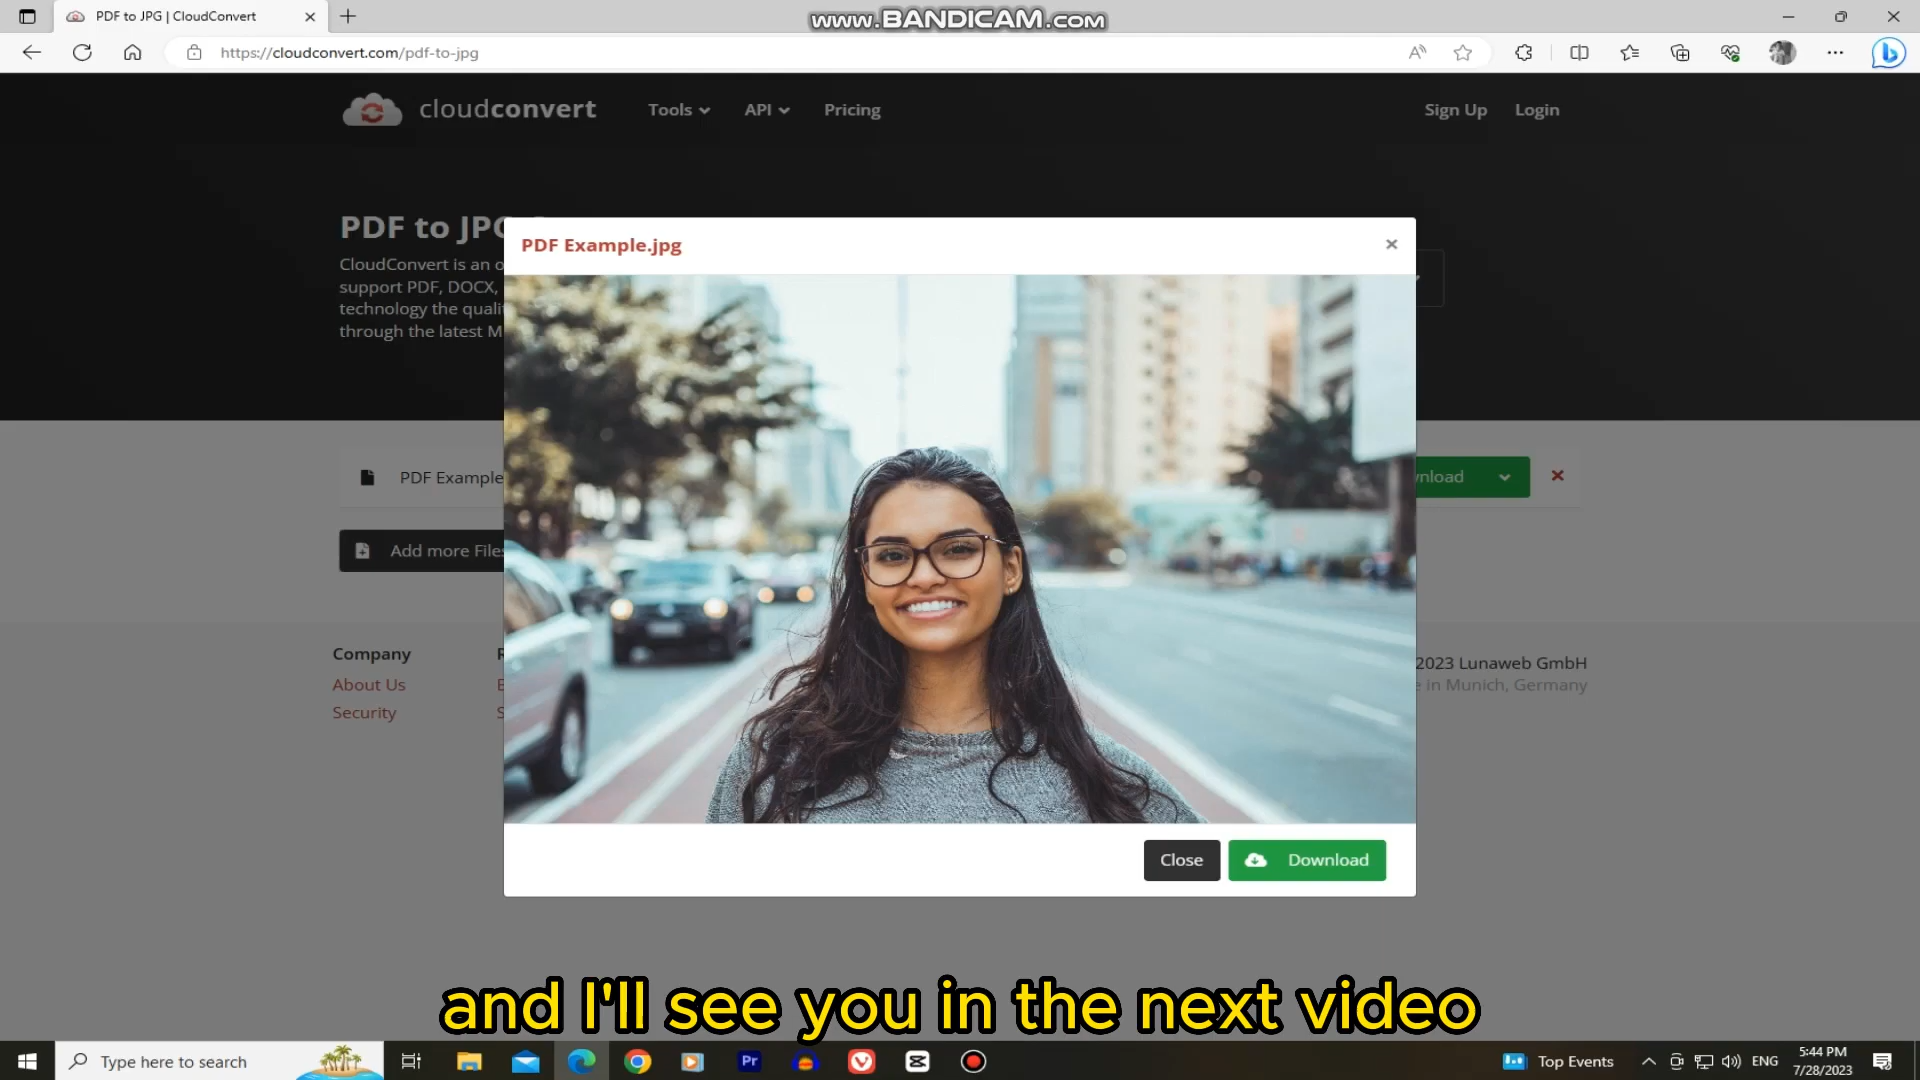 PDF to JPG | CloudConvert
www.BANDICAM.com
https://cloudconvert.com/pdf-to-jpg
cloudconvert
Tools
API
Pricing
Sign Up
Login
PDF to JPG
CloudConvert is an o
support PDF, DOCX,
technology the quali
through the latest M
PDF Example.jpg
PDF Example
nload
Add more Files
Company
About Us
Security
2023 Lunaweb GmbH
e in Munich, Germany
Close
Download
and I'll see you in the next video
Type here to search
Pr
Top Events
ENG
5:44 PM
7/28/2023